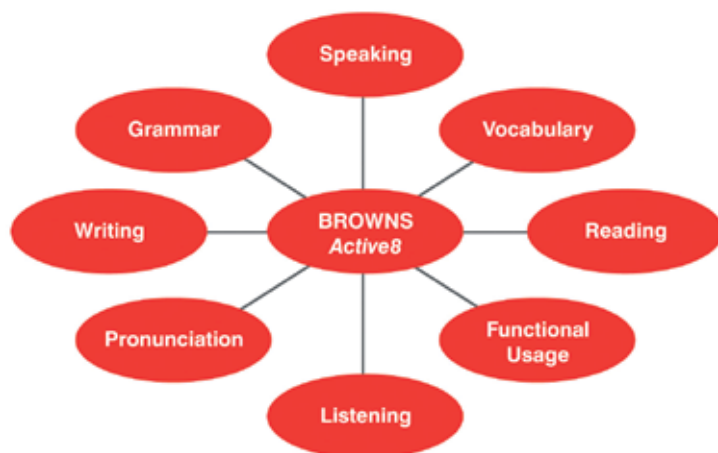 Speaking
Grammar
Vocabulary
Writing
BROWNS
Active8
Reading
Pronunciation
Functional
Usage
Listening